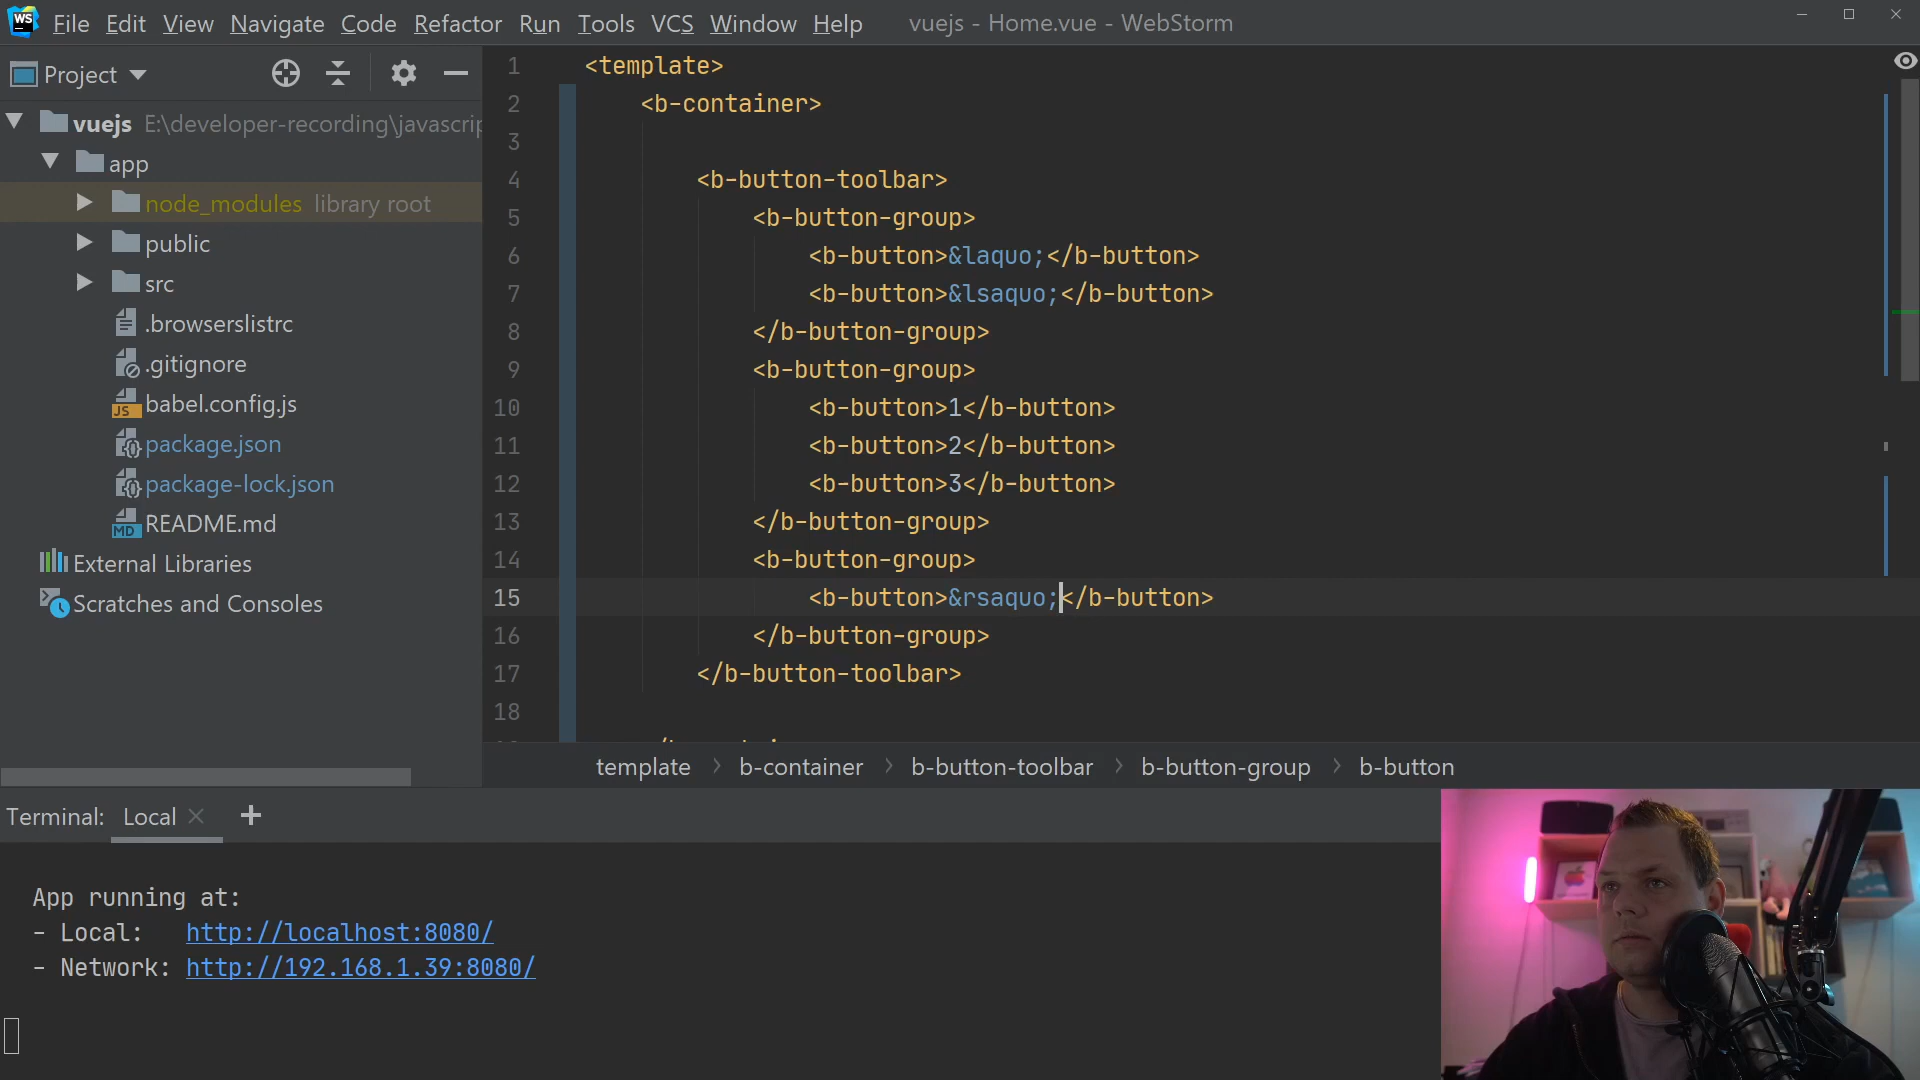 WS File Edit View Navigate Code Refactor Run Tools VCS Window Help vuejs - Home.vue - WebStorm
Project
vuejs E:\developer-recording\javascrip
app
node_modules library root
public
src
.browserslistrc
.gitignore
JS babel.config.js
package.json
package-lock.json
MD README.md
External Libraries
Scratches and Consoles
1 <template>
2 <b-container>
3
4 <b-button-toolbar>
5 <b-button-group>
6 <b-button>&laquo;</b-button>
7 <b-button>&lsaquo;</b-button>
8 </b-button-group>
9 <b-button-group>
10 <b-button>1</b-button>
11 <b-button>2</b-button>
12 <b-button>3</b-button>
13 </b-button-group>
14 <b-button-group>
15 <b-button>&rsaquo;</b-button>
16 </b-button-group>
17 </b-button-toolbar>
18
template b-container b-button-toolbar b-button-group b-button
Terminal: Local
App running at:
- Local: http://localhost:8080/
- Network: http://192.168.1.39:8080/